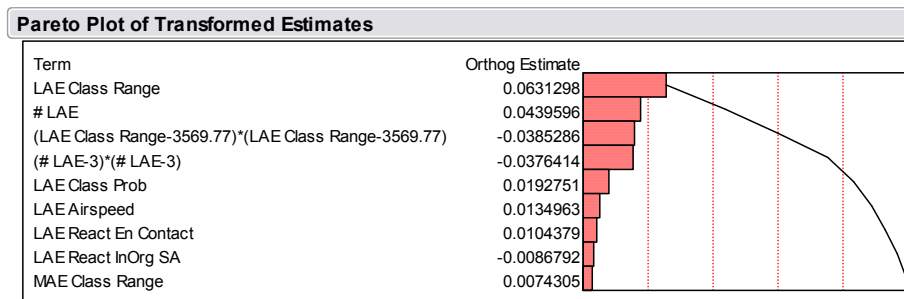 Pareto Plot of Transformed Estimates
Term Orthog Estimate
LAE Class Range 0.0631298
# LAE 0.0439596
(LAE Class Range-3569.77)*(LAE Class Range-3569.77) -0.0385286
(# LAE-3)*(# LAE-3) -0.0376414
LAE Class Prob 0.0192751
LAE Airspeed 0.0134963
LAE React En Contact 0.0104379
LAE React InOrg SA -0.0086792
MAE Class Range 0.0074305